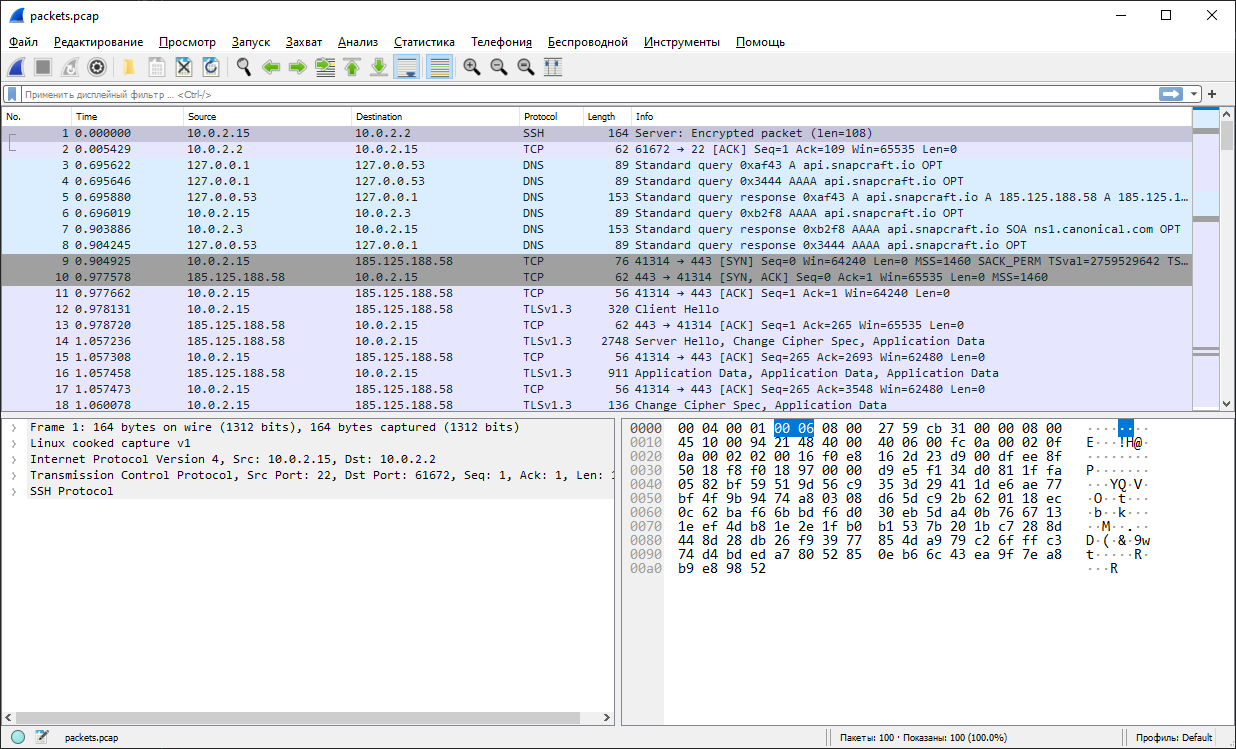 packets.pcap
Файл Редактирование Просмотр Запуск Захват Анализ Статистика Телефония Беспроводной Инструменты Помощь
Применить дисплейный фильтр … <Ctrl-/>
No. Time Source Destination Protocol Length Info
1 0.000000 10.0.2.15 10.0.2.2 SSH 164 Server: Encrypted packet (len=108)
2 0.005429 10.0.2.2 10.0.2.15 TCP 62 61672 → 22 [ACK] Seq=1 Ack=109 Win=65535 Len=0
3 0.695622 127.0.0.1 127.0.0.53 DNS 89 Standard query 0xaf43 A api.snapcraft.io OPT
4 0.695646 127.0.0.1 127.0.0.53 DNS 89 Standard query 0x3444 AAAA api.snapcraft.io OPT
5 0.695880 127.0.0.53 127.0.0.1 DNS 153 Standard query response 0xaf43 A api.snapcraft.io A 185.125.188.58 A 185.125.1…
6 0.696019 10.0.2.15 10.0.2.3 DNS 89 Standard query 0xb2f8 AAAA api.snapcraft.io OPT
7 0.903886 10.0.2.3 10.0.2.15 DNS 153 Standard query response 0xb2f8 AAAA api.snapcraft.io SOA ns1.canonical.com OPT
8 0.904245 127.0.0.53 127.0.0.1 DNS 89 Standard query response 0x3444 AAAA api.snapcraft.io OPT
9 0.904925 10.0.2.15 185.125.188.58 TCP 76 41314 → 443 [SYN] Seq=0 Win=64240 Len=0 MSS=1460 SACK_PERM TSval=2759529642 TS…
10 0.977578 185.125.188.58 10.0.2.15 TCP 62 443 → 41314 [SYN, ACK] Seq=0 Ack=1 Win=65535 Len=0 MSS=1460
11 0.977662 10.0.2.15 185.125.188.58 TCP 56 41314 → 443 [ACK] Seq=1 Ack=1 Win=64240 Len=0
12 0.978131 10.0.2.15 185.125.188.58 TLSv1.3 320 Client Hello
13 0.978720 185.125.188.58 10.0.2.15 TCP 62 443 → 41314 [ACK] Seq=1 Ack=265 Win=65535 Len=0
14 1.057236 185.125.188.58 10.0.2.15 TLSv1.3 2748 Server Hello, Change Cipher Spec, Application Data
15 1.057308 10.0.2.15 185.125.188.58 TCP 56 41314 → 443 [ACK] Seq=265 Ack=2693 Win=62480 Len=0
16 1.057458 185.125.188.58 10.0.2.15 TLSv1.3 911 Application Data, Application Data, Application Data
17 1.057473 10.0.2.15 185.125.188.58 TCP 56 41314 → 443 [ACK] Seq=265 Ack=3548 Win=62480 Len=0
18 1.060078 10.0.2.15 185.125.188.58 TLSv1.3 136 Change Cipher Spec, Application Data
Frame 1: 164 bytes on wire (1312 bits), 164 bytes captured (1312 bits)
Linux cooked capture v1
Internet Protocol Version 4, Src: 10.0.2.15, Dst: 10.0.2.2
Transmission Control Protocol, Src Port: 22, Dst Port: 61672, Seq: 1, Ack: 1, Len: 1
SSH Protocol
0000 00 04 00 01 00 06 08 00 27 59 cb 31 00 00 08 00 ········ 'Y·1····
0010 45 10 00 94 21 48 40 00 40 06 00 fc 0a 00 02 0f E···!H@·
0020 0a 00 02 02 00 16 f0 e8 16 2d 23 d9 00 df ee 8f ········
0030 50 18 f8 f0 18 97 00 00 d9 e5 f1 34 d0 81 1f fa P·······
0040 05 82 bf 59 51 9d 56 c9 35 3d 29 41 1d e6 ae 77 ···YQ·V·
0050 bf 4f 9b 94 74 a8 03 08 d6 5d c9 2b 62 01 18 ec ·O··t···
0060 0c 62 ba f6 6b bd f6 d0 30 eb 5d a4 0b 76 67 13 ·b··k···
0070 1e ef 4d b8 1e 2e 1f b0 b1 53 7b 20 1b c7 28 8d ··M··.··
0080 44 8d 28 db 26 f9 39 77 85 4d a9 79 c2 6f ff c3 D·(·&·9w
0090 74 d4 bd ed a7 80 52 85 0e b6 6c 43 ea 9f 7e a8 t·····R·
00a0 b9 e8 98 52 ···R
packets.pcap Пакеты: 100 · Показаны: 100 (100.0%) Профиль: Default